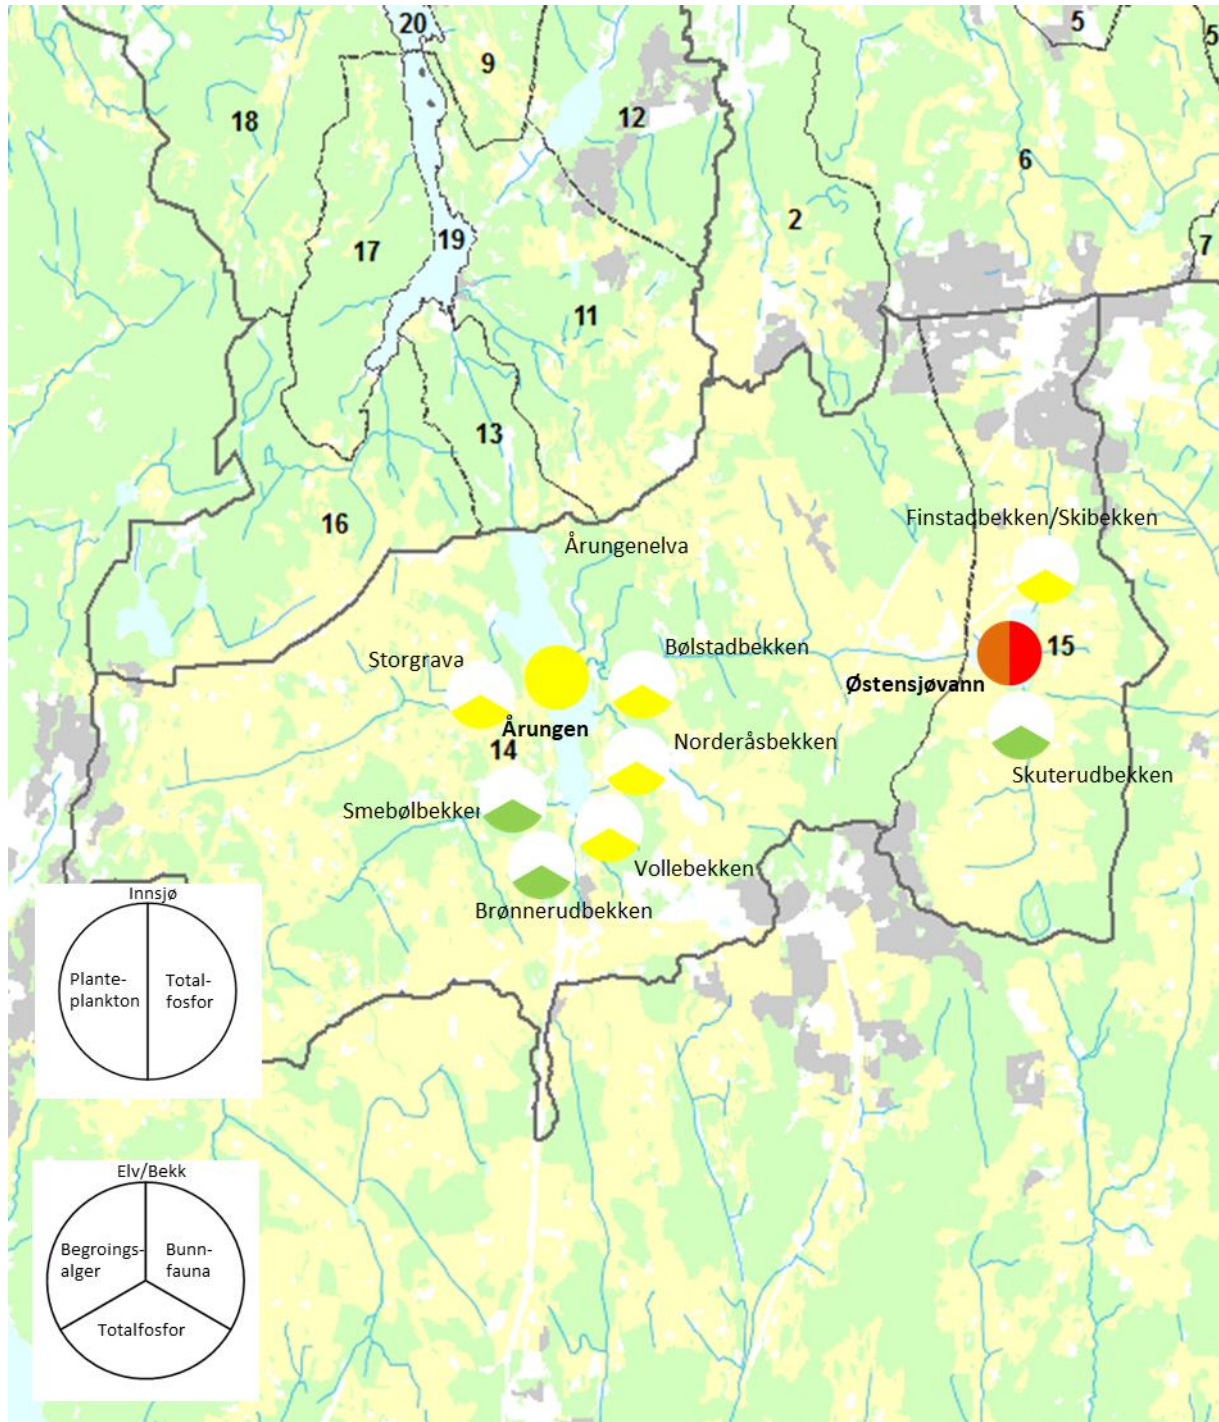 20
5
5
9
18
12
6
2
19
17
7
11
13
16
Finstadbekken/Skibekken
Årungenelva
Storgrava
Bølstadbekken
15
Østensjøvann
Årungen
14
Norderåsbekken
Skuterudbekken
Smebølbekken
Vollebekken
Brønnerudbekken
Innsjø
Plante-
plankton
Total-
fosfor
Elv/Bekk
Begroings-
alger
Bunn-
fauna
Totalfosfor